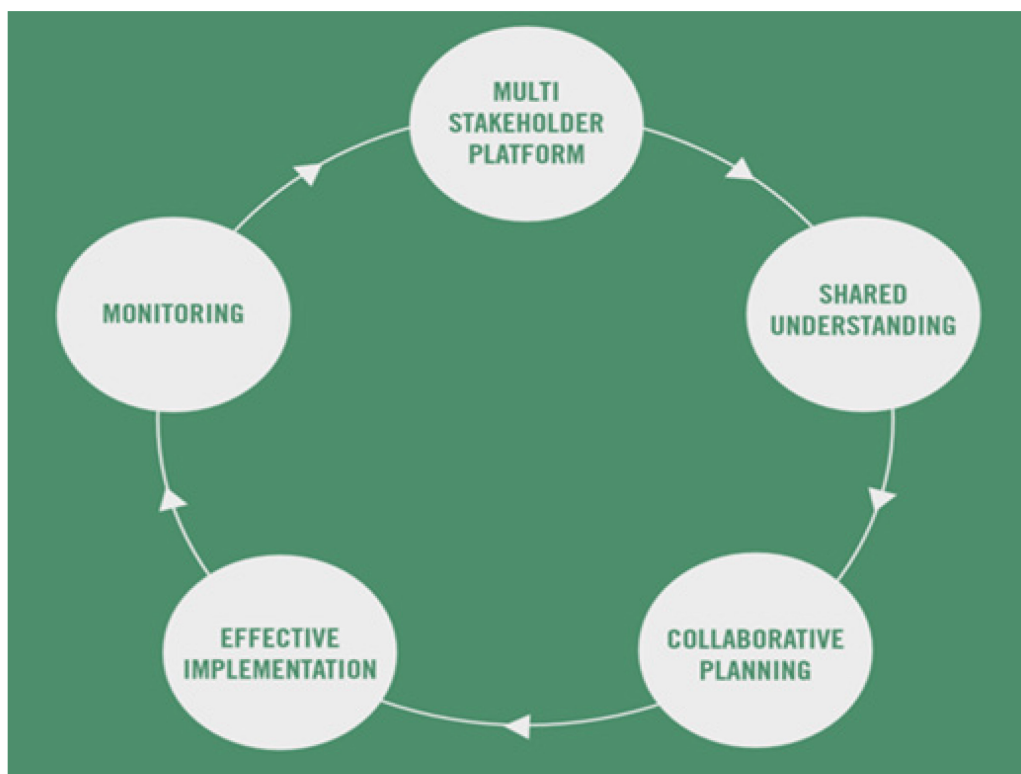 MULTI
STAKEHOLDER
PLATFORM
SHARED
UNDERSTANDING
COLLABORATIVE
PLANNING
EFFECTIVE
IMPLEMENTATION
MONITORING